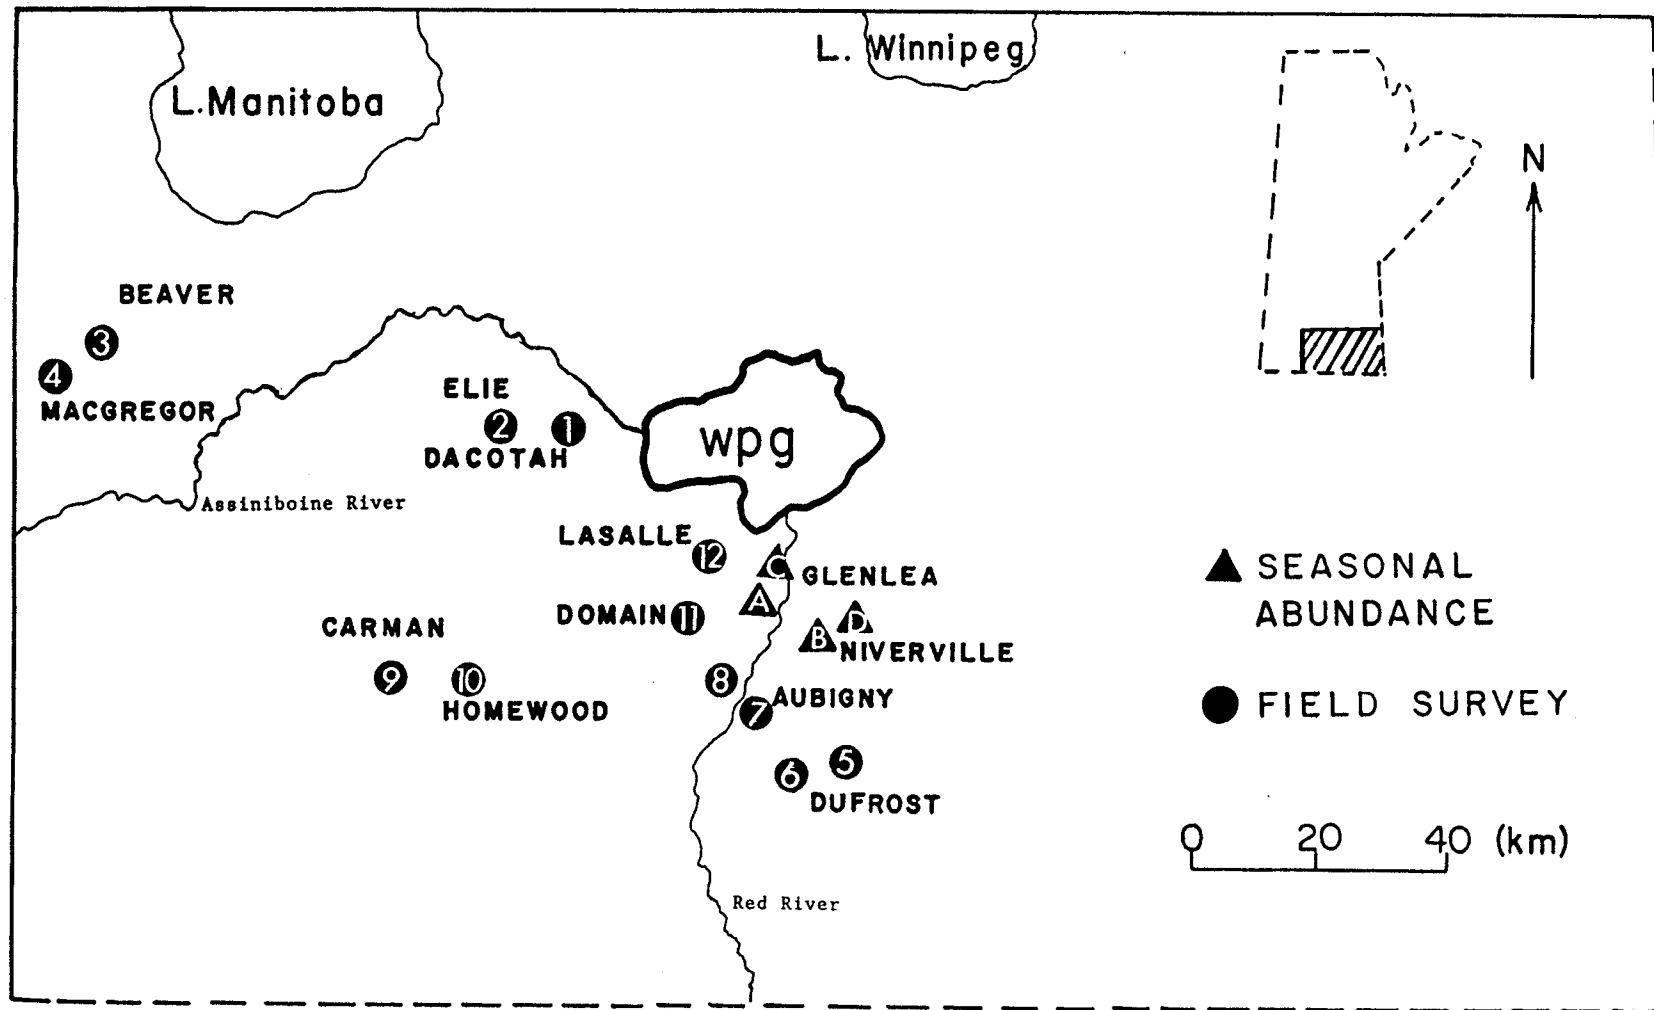 L. Winnipeg
L. Manitoba
N
BEAVER
3
4
MACGREGOR
ELIE
2
1
DACOTAH
wpg
Assiniboine River
LASALLE
12
C
GLENLEA
A
DOMAIN
11
D
B
NIVERVILLE
CARMAN
9
10
HOMEWOOD
8
7
AUBIGNY
6
5
DUFROST
Red River
SEASONAL
ABUNDANCE
FIELD SURVEY
0 20 40 (km)